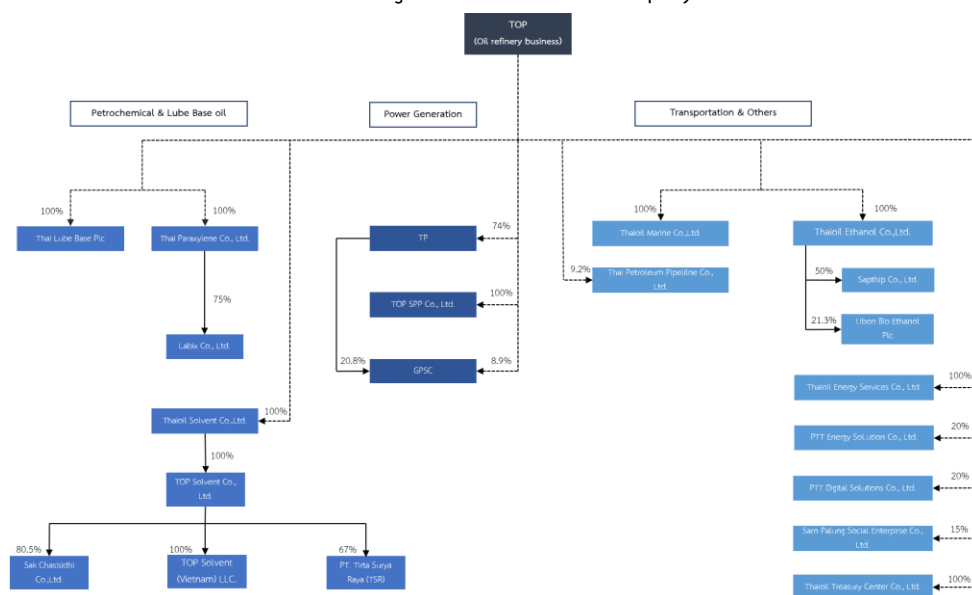 TOP
(Oil refinery business)
Petrochemical & Lube Base oil
Power Generation
Transportation & Others
100%
100%
74%
100%
100%
Thai Lube Base Plc
Thai Paraxylene Co., Ltd.
TP
Thaioil Marine Co.,Ltd.
Thaioil Ethanol Co.,Ltd.
75%
100%
9.2%
50%
TOP SPP Co., Ltd.
Thai Petroleum Pipeline Co.,
Ltd.
Sapthip Co., Ltd.
Labix Co., Ltd.
20.8%
8.9%
21.3%
GPSC
Ubon Bio Ethanol
Plc
100%
Thaioil Energy Services Co., Ltd.
100%
Thaioil Solvent Co.,Ltd.
20%
PTT Energy Solution Co., Ltd.
100%
TOP Solvent Co.,
Ltd.
20%
PTT Digital Solutions Co., Ltd.
15%
Sarn Palung Social Enterpirse Co.,
Ltd.
80.5%
100%
67%
Sak Chaisidhi
Co.,Ltd.
TOP Solvent
(Vietnam) LLC.
PT. Tirta Surya
Raya (YSR)
100%
Thaioil Treasury Center Co., Ltd.